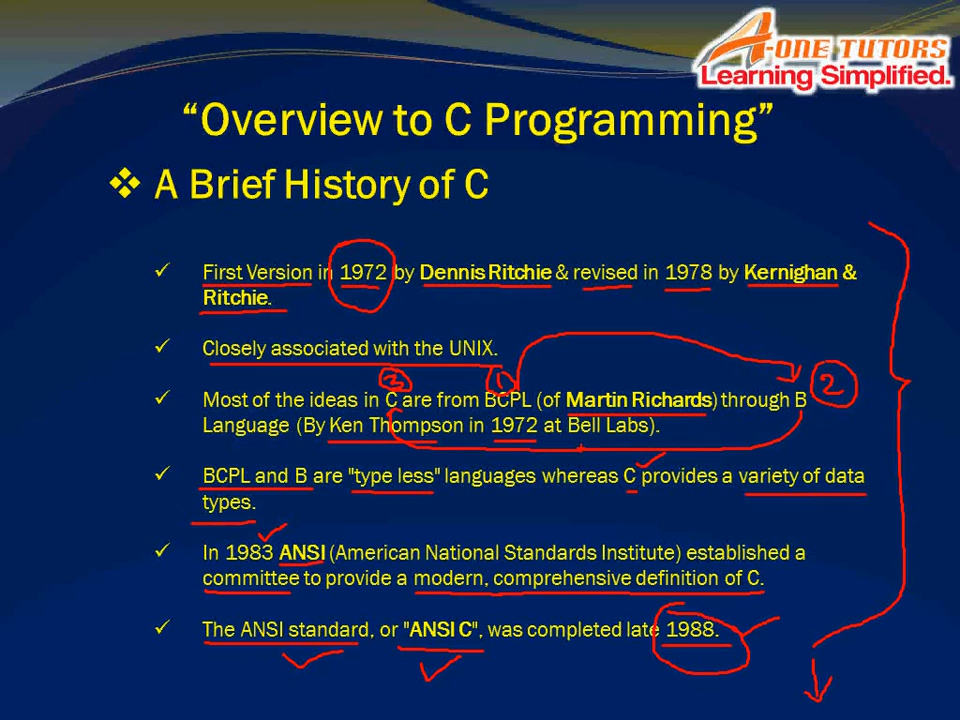 A-ONE TUTORS
Learning Simplified.
“Overview to C Programming”
❖ A Brief History of C
✓ First Version in 1972 by Dennis Ritchie & revised in 1978 by Kernighan &
Ritchie.
✓ Closely associated with the UNIX.
3 1 2
✓ Most of the ideas in C are from BCPL (of Martin Richards) through B
Language (By Ken Thompson in 1972 at Bell Labs).
✓ BCPL and B are "type less" languages whereas C provides a variety of data
types.
✓ In 1983 ANSI (American National Standards Institute) established a
committee to provide a modern, comprehensive definition of C.
✓ The ANSI standard, or "ANSI C", was completed late 1988.